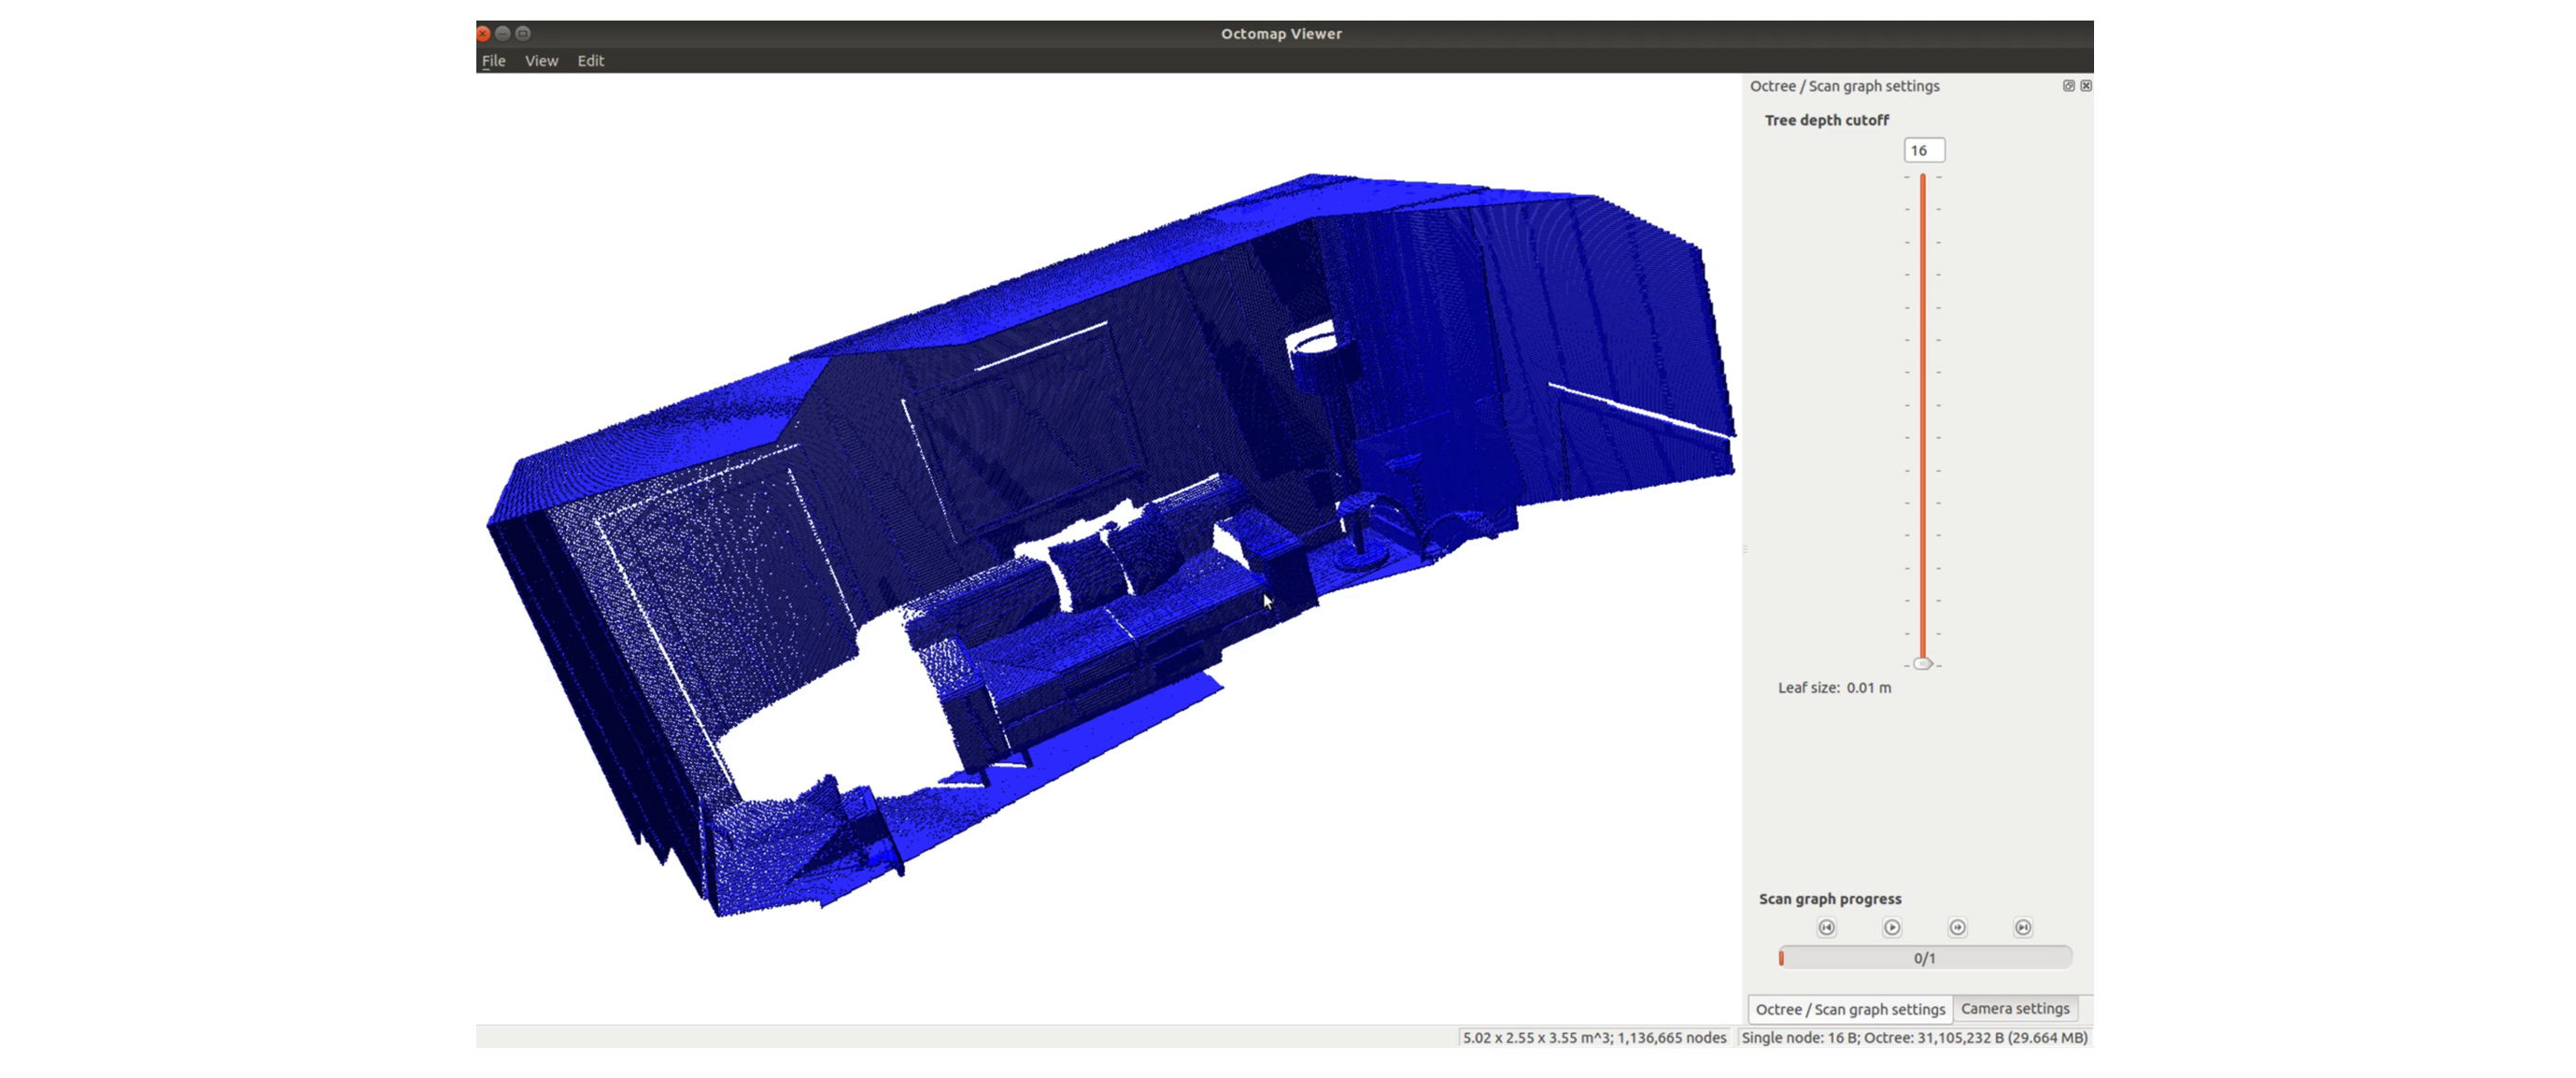 Octomap Viewer
File View Edit
Octree / Scan graph settings
Tree depth cutoff
16
Leaf size: 0.01 m
Scan graph progress
0/1
Octree / Scan graph settings Camera settings
5.02 x 2.55 x 3.55 m^3; 1,136,665 nodes Single node: 16 B; Octree: 31,105,232 B (29.664 MB)